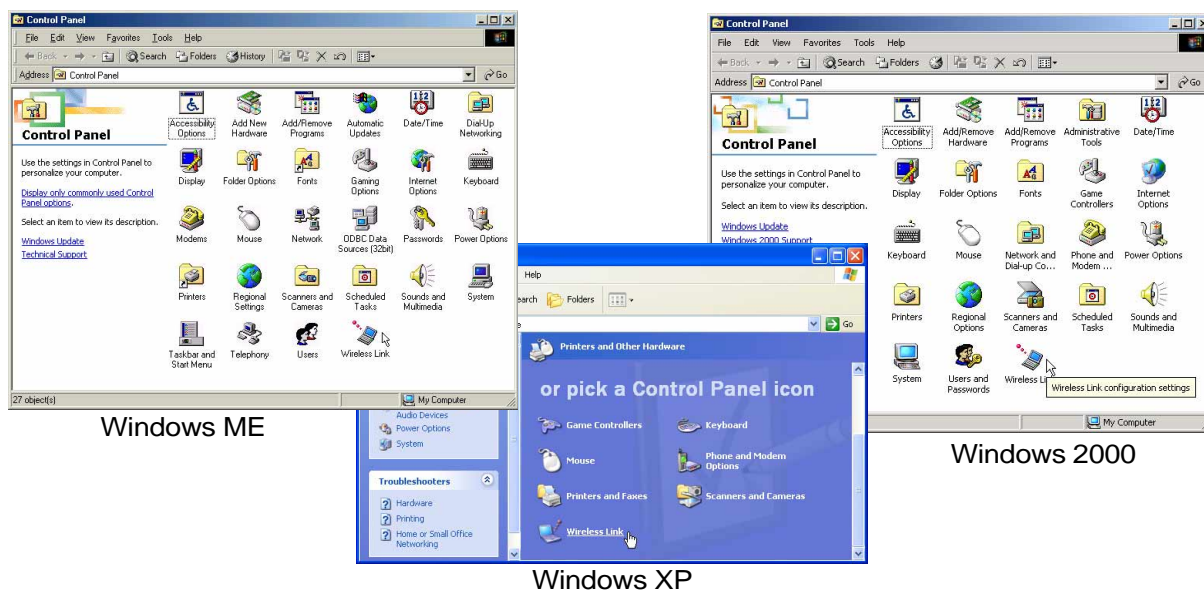 Control Panel
File Edit View Favorites Tools Help
Back Search Folders History
Address Control Panel Go
Control Panel
Use the settings in Control Panel to
personalize your computer.
Display only commonly used Control
Panel options.
Select an item to view its description.
Windows Update
Technical Support
Accessibility Options
Add New Hardware
Add/Remove Programs
Automatic Updates
Date/Time
Dial-Up Networking
Display
Folder Options
Fonts
Gaming Options
Internet Options
Keyboard
Modems
Mouse
Network
ODBC Data Sources (32bit)
Passwords
Power Options
Printers
Regional Settings
Scanners and Cameras
Scheduled Tasks
Sounds and Multimedia
System
Taskbar and Start Menu
Telephony
Users
Wireless Link
27 object(s) My Computer
Windows ME
Control Panel
File Edit View Favorites Tools Help
Back Search Folders
Address Control Panel Go
Control Panel
Use the settings in Control Panel to
personalize your computer.
Select an item to view its description.
Windows Update
Windows 2000 Support
Accessibility Options
Add/Remove Hardware
Add/Remove Programs
Administrative Tools
Date/Time
Display
Folder Options
Fonts
Game Controllers
Internet Options
Keyboard
Mouse
Network and Dial-up Co...
Phone and Modem ...
Power Options
Printers
Regional Options
Scanners and Cameras
Scheduled Tasks
Sounds and Multimedia
System
Users and Passwords
Wireless Li
Wireless Link configuration settings
My Computer
Windows 2000
Help
earch Folders
Go
Printers and Other Hardware
or pick a Control Panel icon
Game Controllers
Keyboard
Mouse
Phone and Modem Options
Printers and Faxes
Scanners and Cameras
Wireless Link
Audio Devices
Power Options
System
Troubleshooters
Hardware
Printing
Home or Small Office
Networking
Windows XP